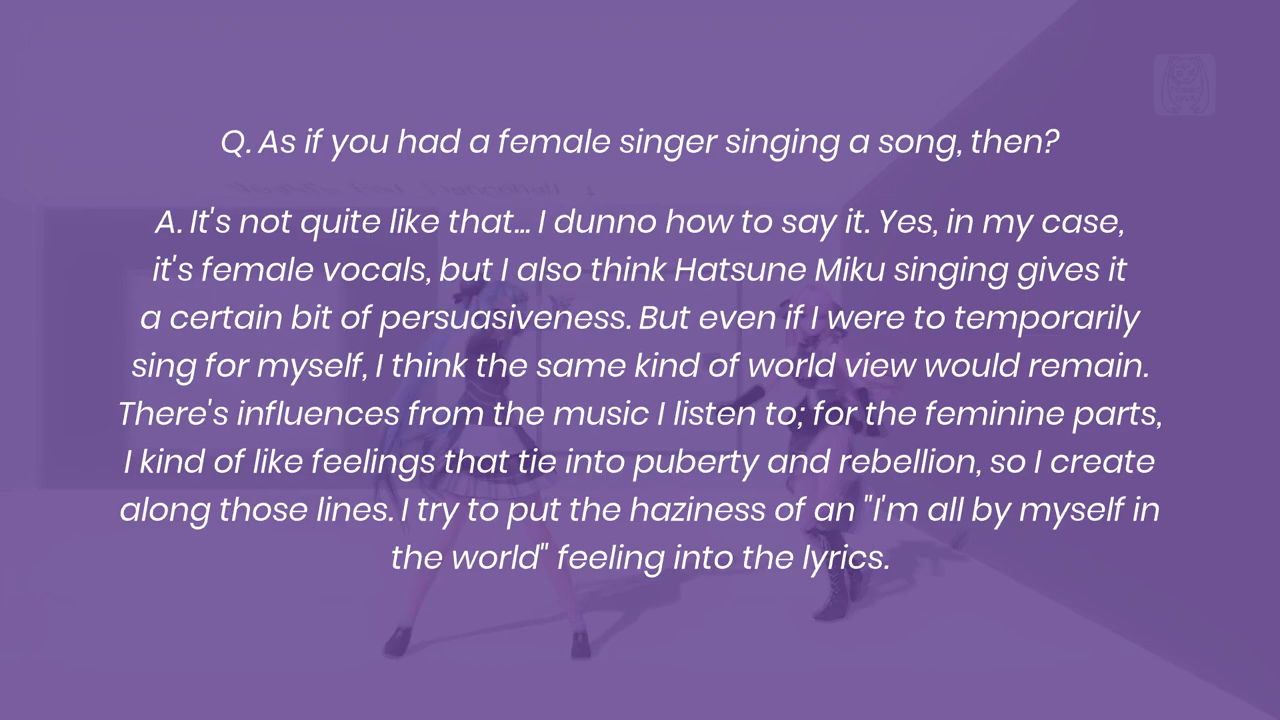 Q. As if you had a female singer singing a song, then?
A. It's not quite like that... I dunno how to say it. Yes, in my case,
it's female vocals, but I also think Hatsune Miku singing gives it
a certain bit of persuasiveness. But even if I were to temporarily
sing for myself, I think the same kind of world view would remain.
There's influences from the music I listen to; for the feminine parts,
I kind of like feelings that tie into puberty and rebellion, so I create
along those lines. I try to put the haziness of an "I'm all by myself in
the world" feeling into the lyrics.